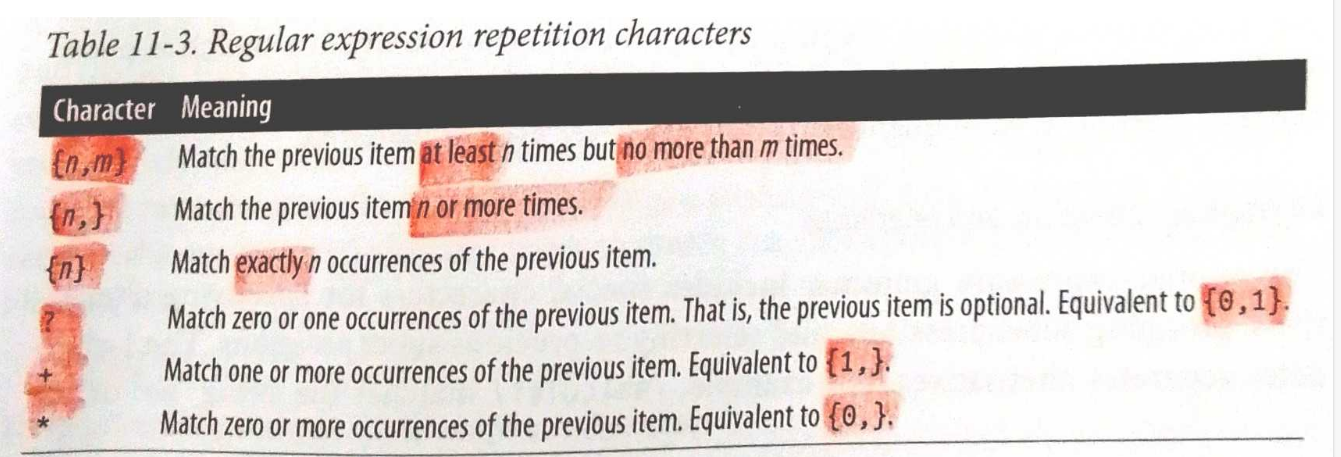 Table 11-3. Regular expression repetition characters
Character Meaning
{n,m} Match the previous item at least n times but no more than m times.
{n,} Match the previous item n or more times.
{n} Match exactly n occurrences of the previous item.
? Match zero or one occurrences of the previous item. That is, the previous item is optional. Equivalent to {0,1}.
+ Match one or more occurrences of the previous item. Equivalent to {1,}.
* Match zero or more occurrences of the previous item. Equivalent to {0,}.